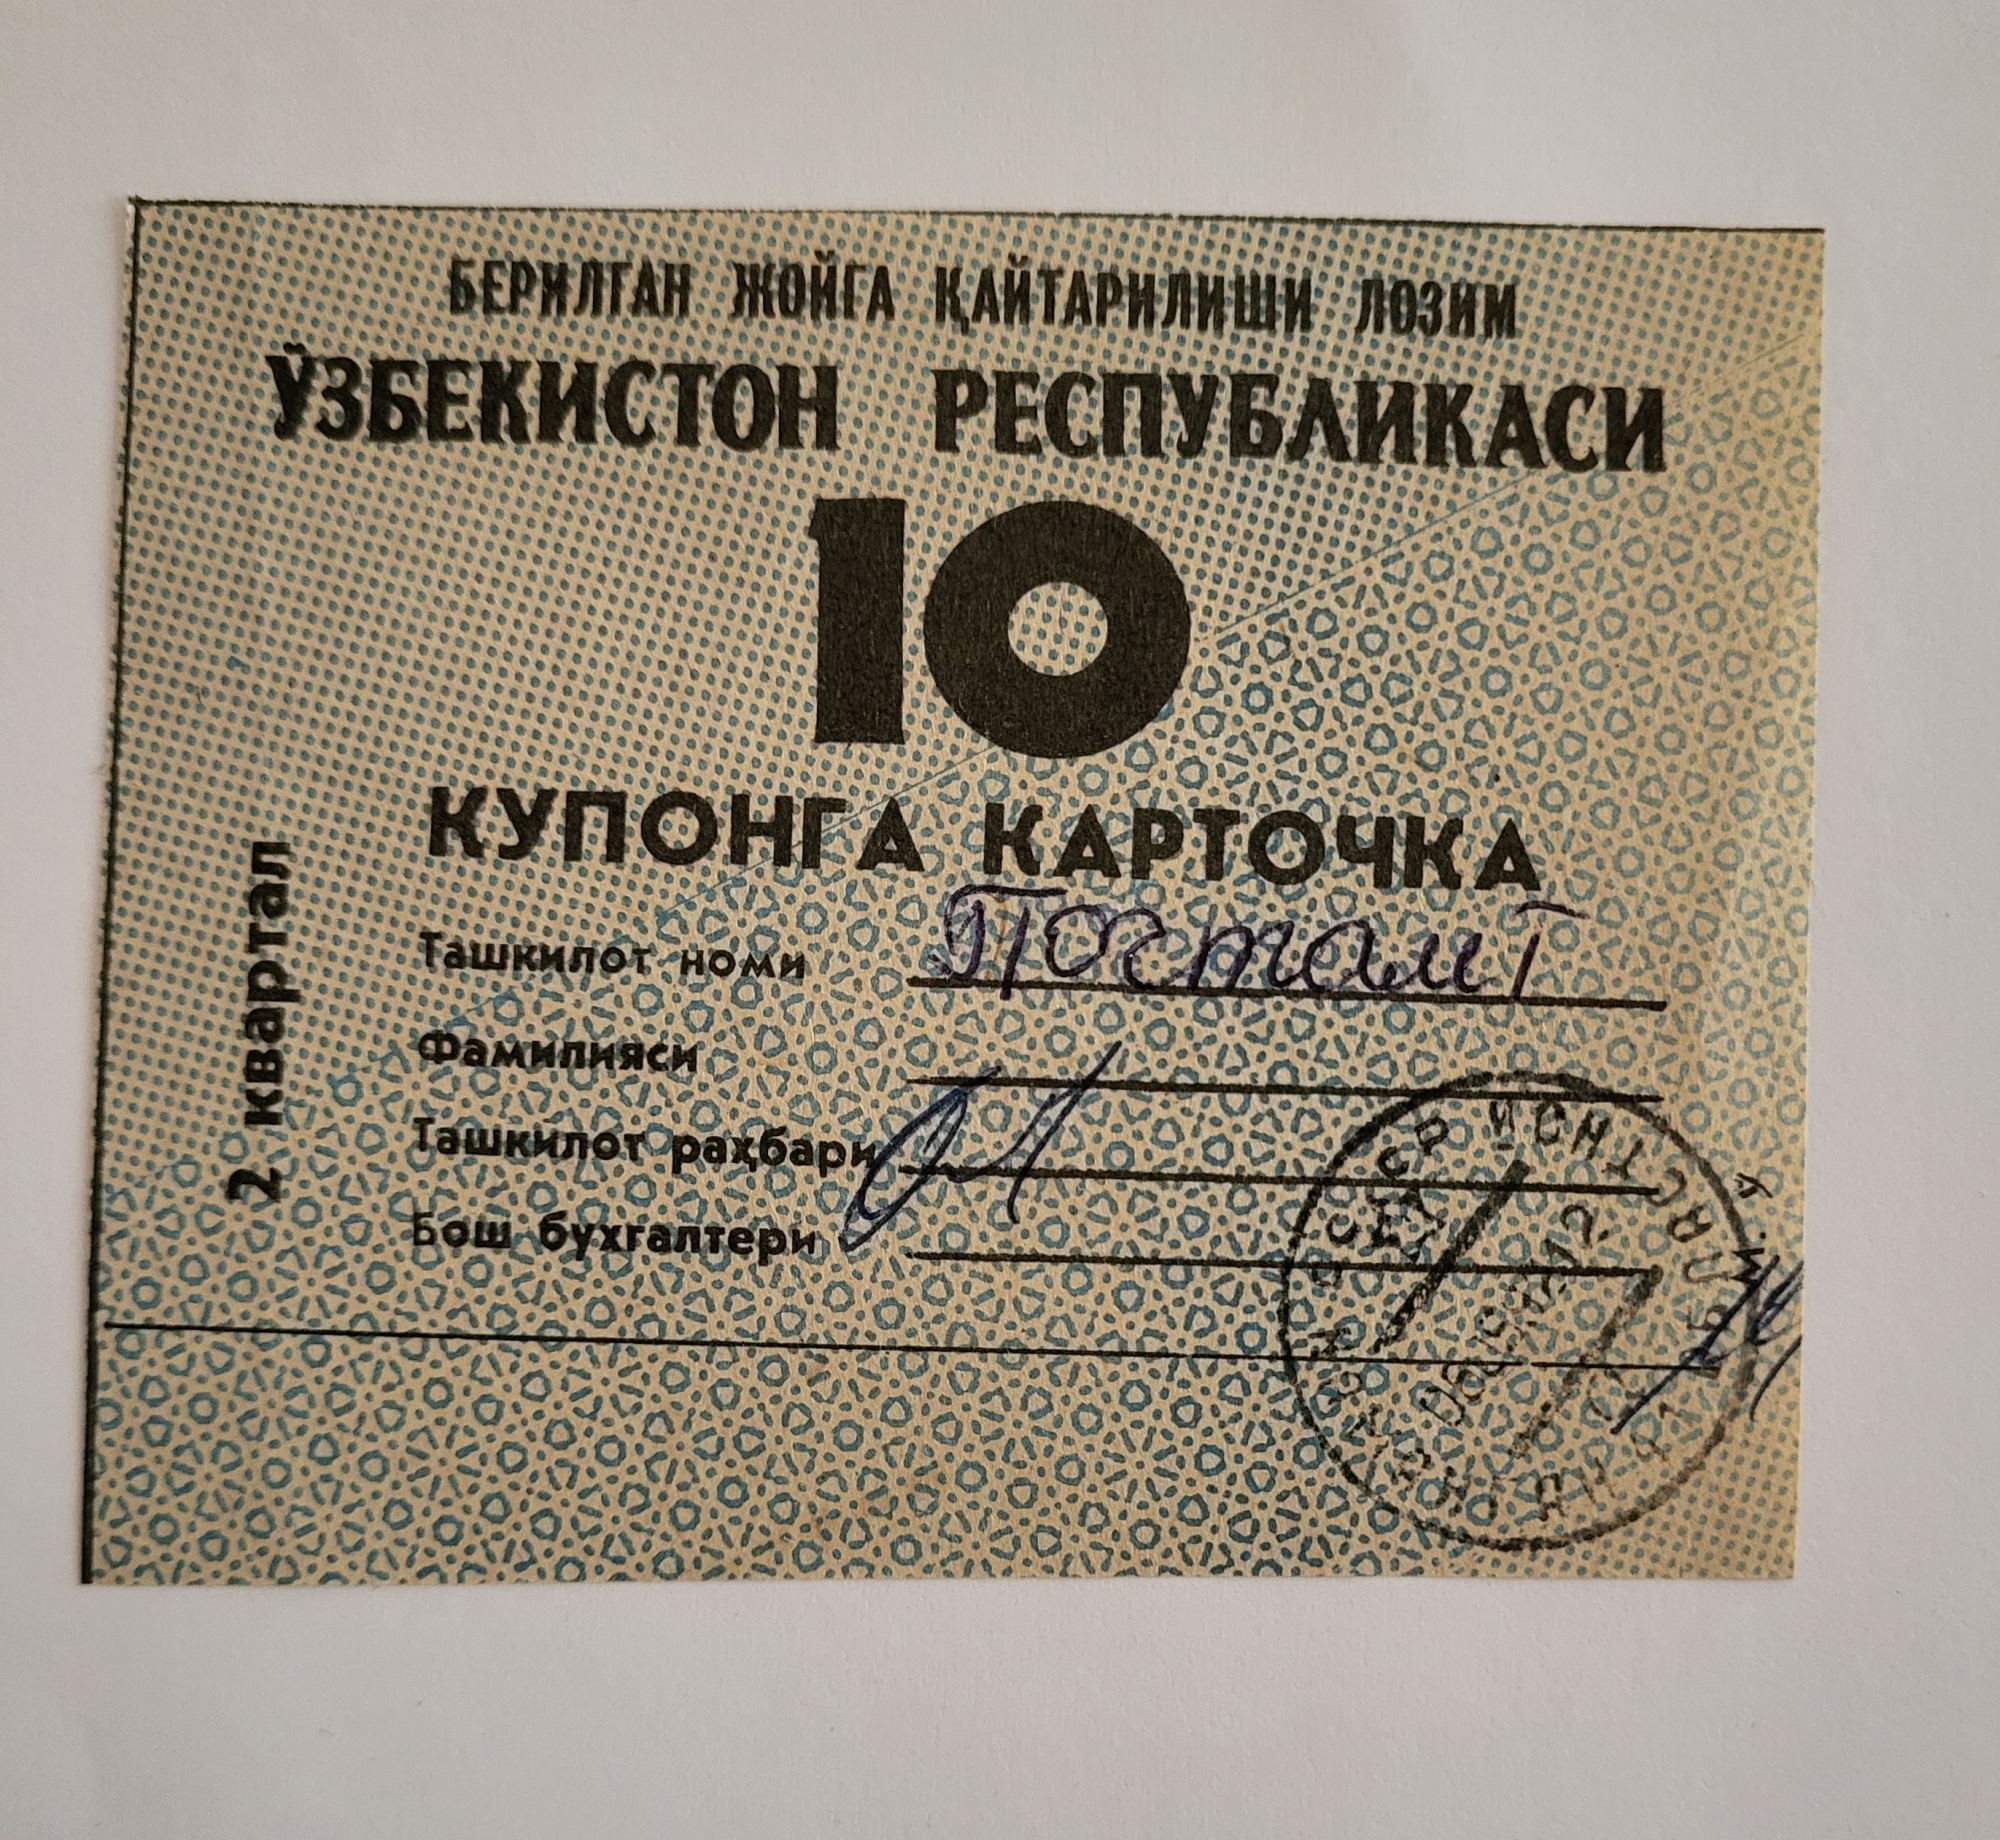 БЕРИЛГАН ЖОЙГА ҚАЙТАРИЛИШИ ЛОЗИМ
ЎЗБЕКИСТОН РЕСПУБЛИКАСИ
10
КУПОНГА КАРТОЧКА
2 квартал
Ташкилот номи Почтамт
Фамилияси
Ташкилот раҳбари
Бош бухгалтери
М. Ў.